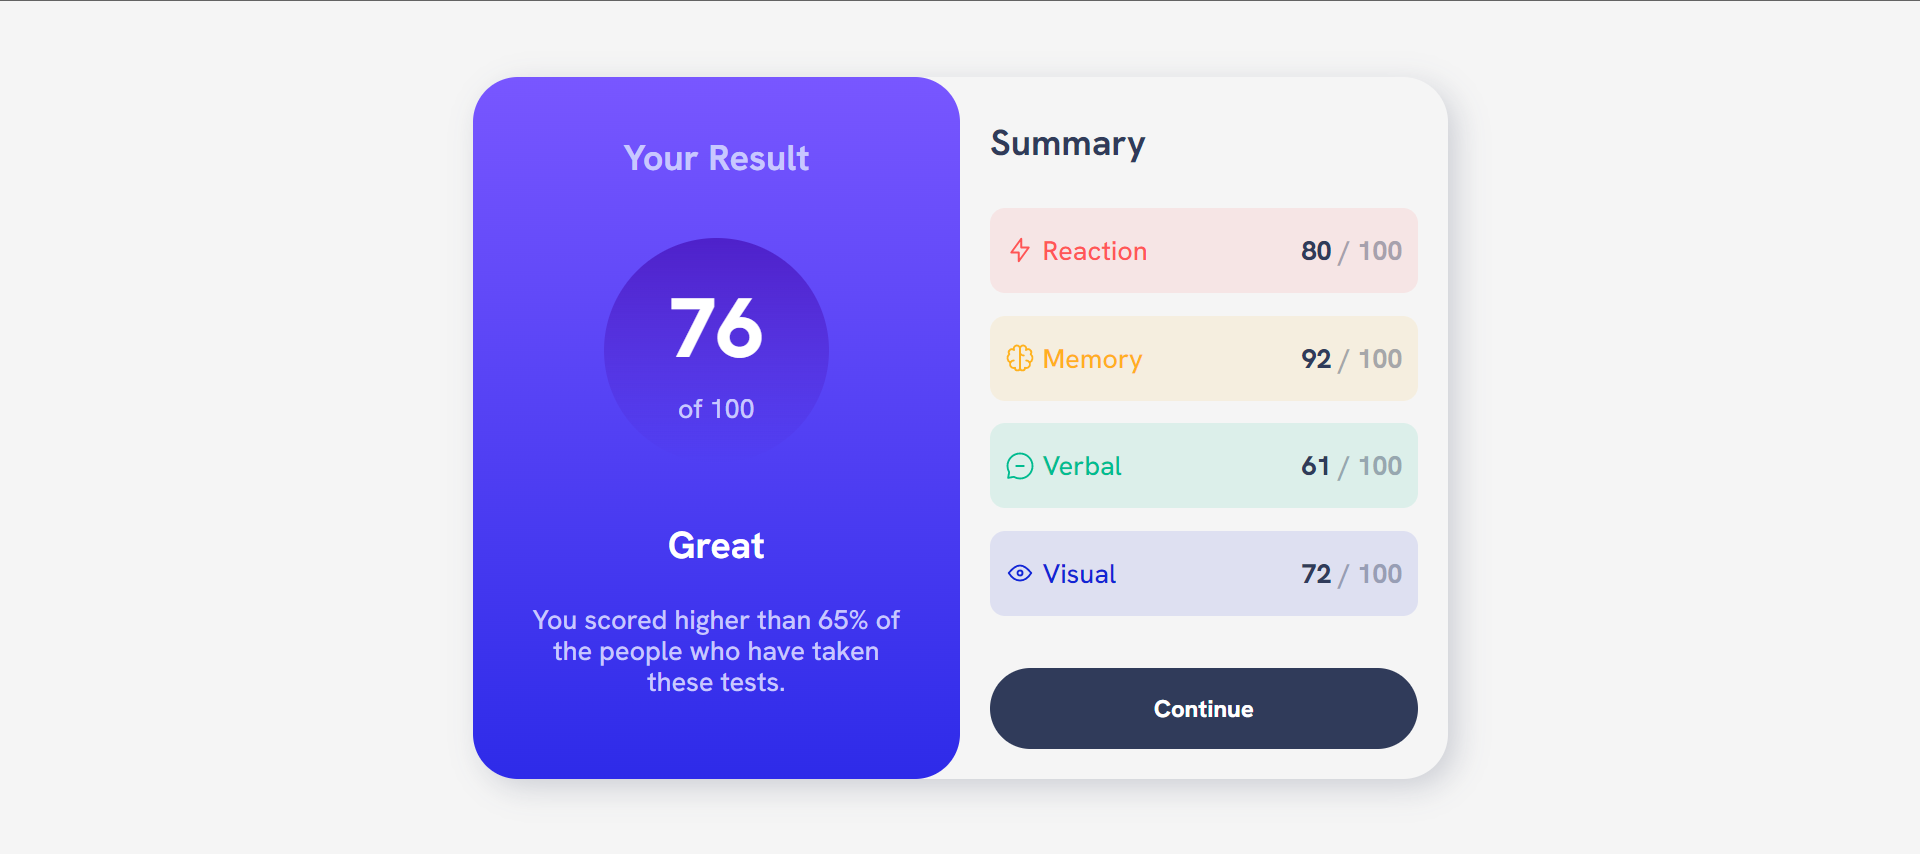 Your Result
76
of 100
Great
You scored higher than 65% of
the people who have taken
these tests.
Summary
Reaction 80 / 100
Memory 92 / 100
Verbal 61 / 100
Visual 72 / 100
Continue